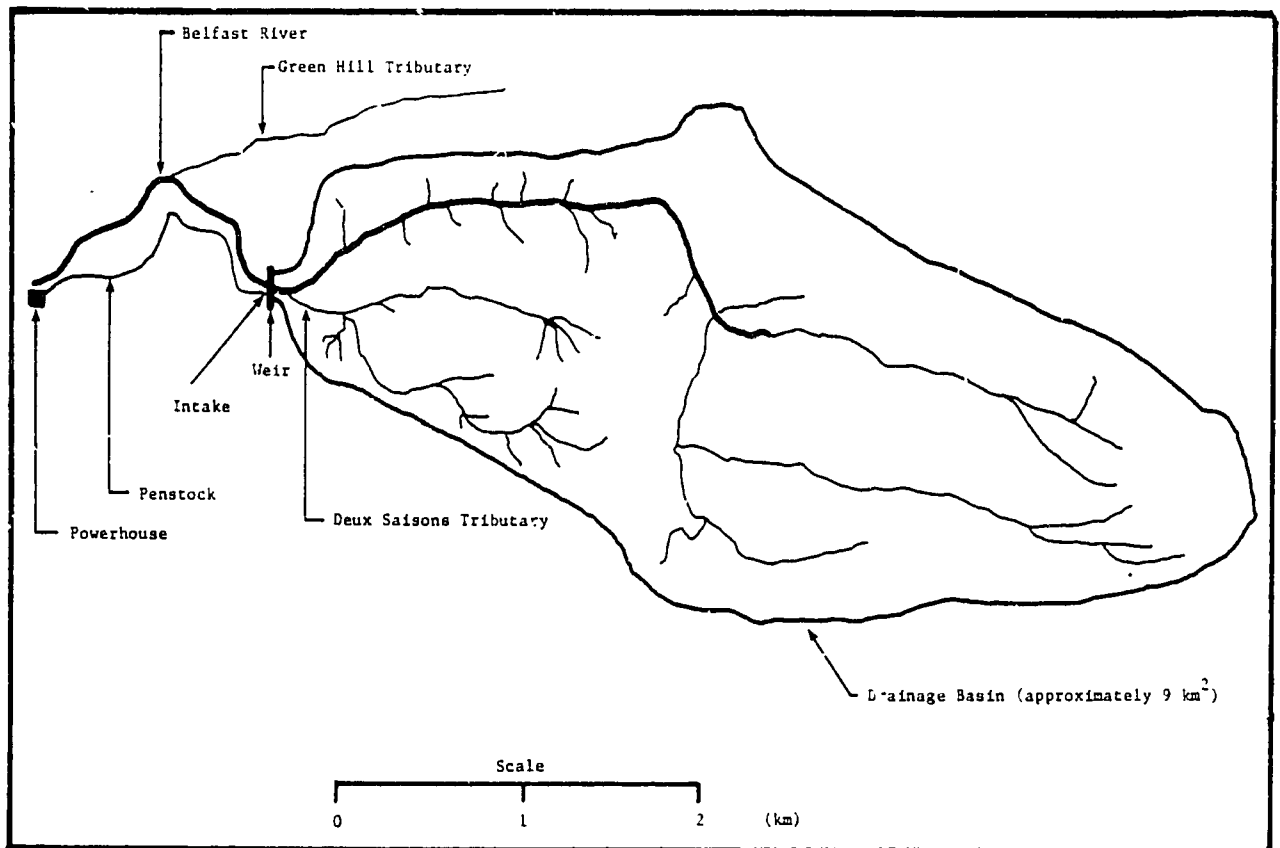 Belfast River
Green Hill Tributary
Weir
Intake
Penstock
Deux Saisons Tributary
Powerhouse
Drainage Basin (approximately 9 km²)
Scale
0 1 2 (km)